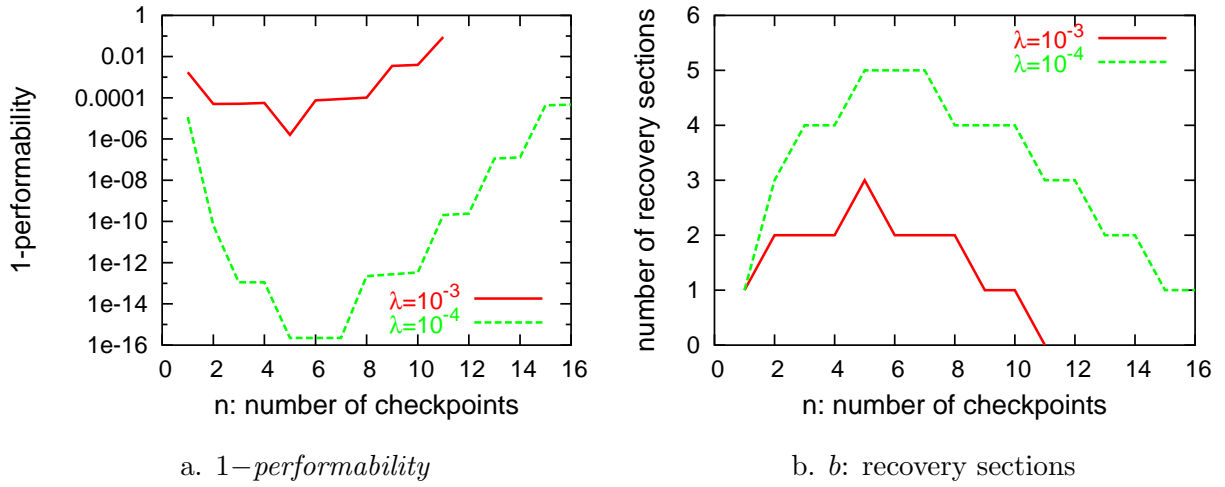 1
0.01
0.0001
1e-06
1e-08
1e-10
1e-12
1e-14
1e-16
1-performability
λ=10-3
λ=10-4
0 2 4 6 8 10 12 14 16
n: number of checkpoints
a. 1−performability
6
5
4
3
2
1
0
number of recovery sections
λ=10-3
λ=10-4
0 2 4 6 8 10 12 14 16
n: number of checkpoints
b. b: recovery sections